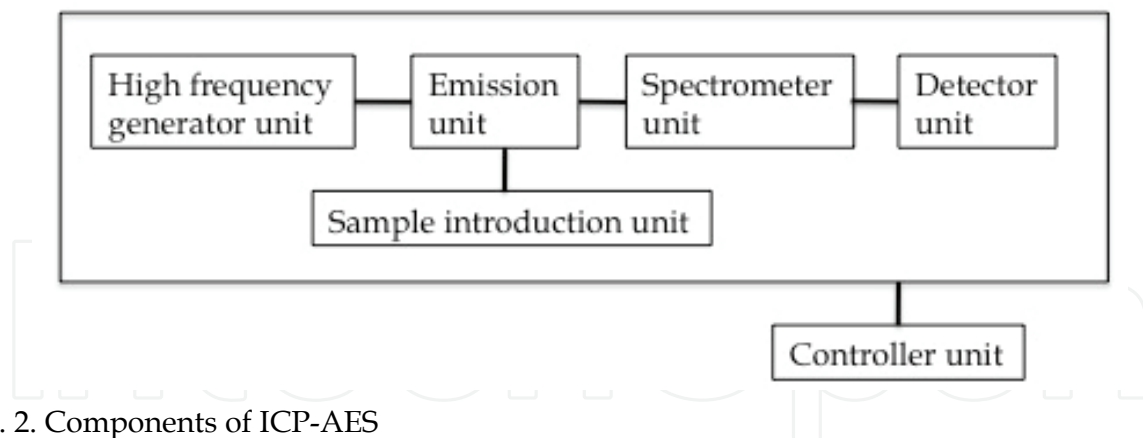 High frequency
generator unit
Emission
unit
Spectrometer
unit
Detector
unit
Sample introduction unit
Controller unit
. 2. Components of ICP-AES